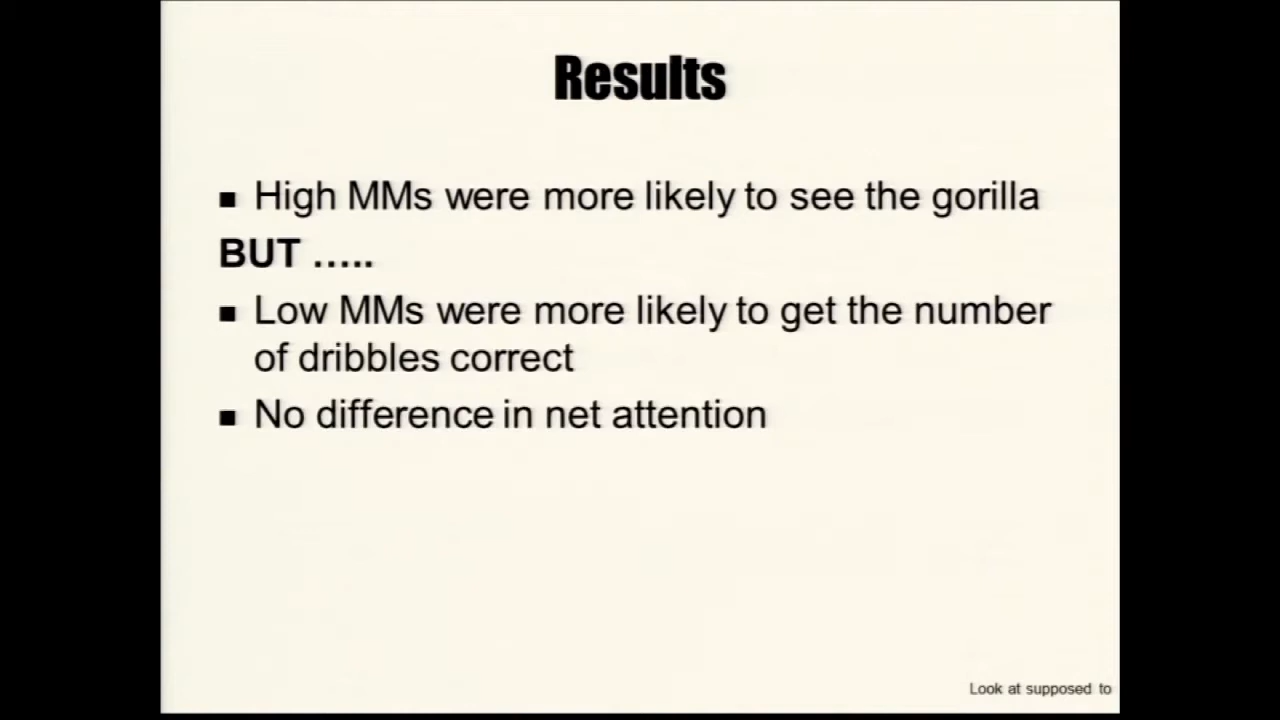 Results
■ High MMs were more likely to see the gorilla
BUT …..
■ Low MMs were more likely to get the number
of dribbles correct
■ No difference in net attention
Look at supposed to